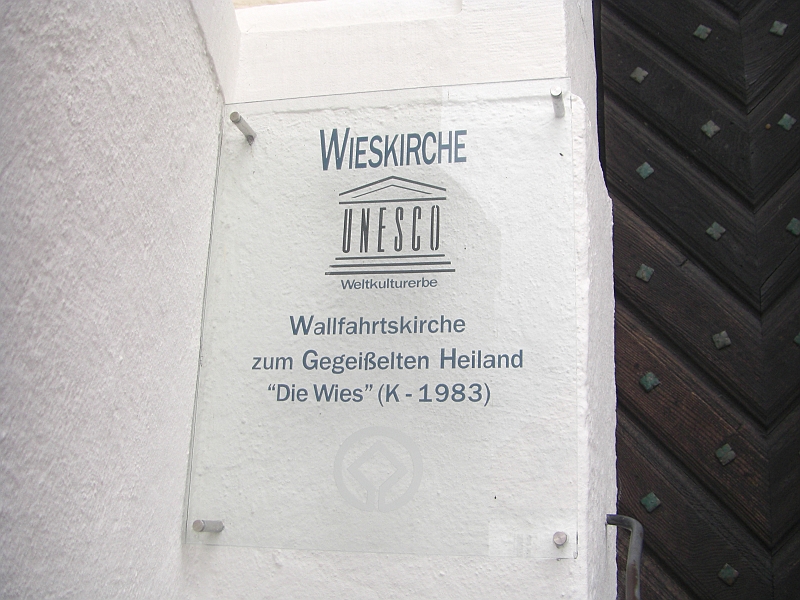 WIESKIRCHE
UNESCO
Weltkulturerbe
Wallfahrtskirche
zum Gegeißelten Heiland
“Die Wies” (K - 1983)